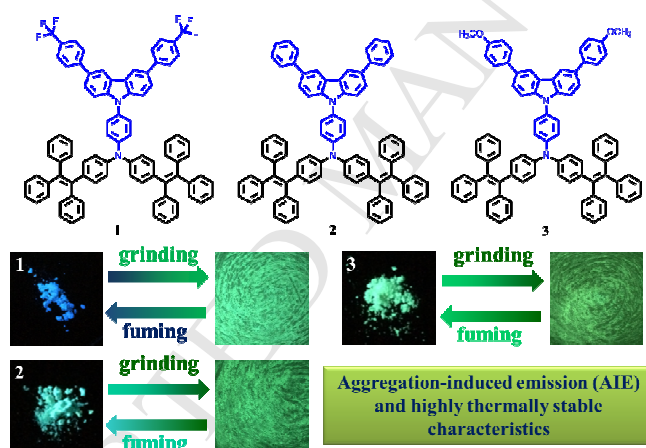 F F F
CF₃
H₃CO OCH₃
N N N
N N N
1 2 3
1 grinding 3 grinding
fuming fuming
2 grinding
fuming
Aggregation-induced emission (AIE)
and highly thermally stable
characteristics